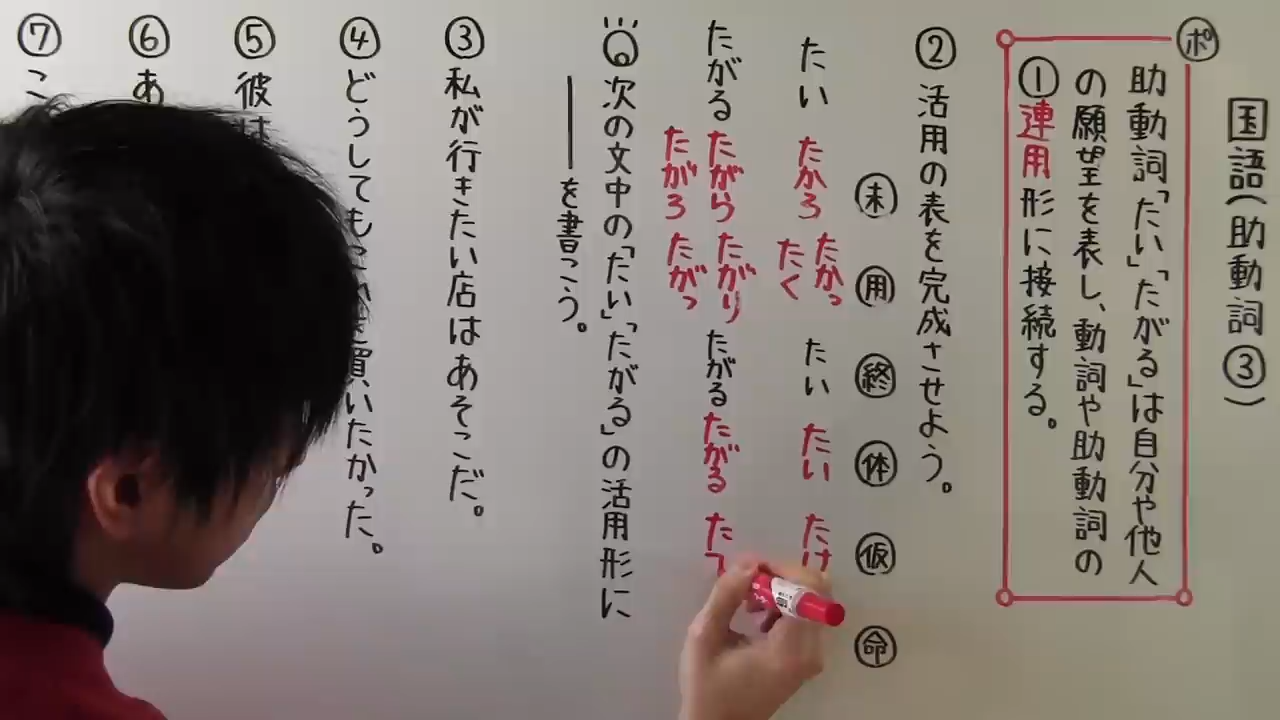 国語(助動詞③)
ポ
助動詞「たい」「たがる」は自分や他人
の願望を表し、動詞や助動詞の
①連用形に接続する。
②活用の表を完成させよう。
未 用 終 体 仮 命
たい たかろ たかっ たい たい たけ
たく
たがる たがら たがり たがる たがる た
たがろ たがっ
次の文中の「たい」「たがる」の活用形に
を書こう。
③私が行きたい店はあそこだ。
④どうしても 買いたかった。
⑤彼は
⑥あ
⑦こ